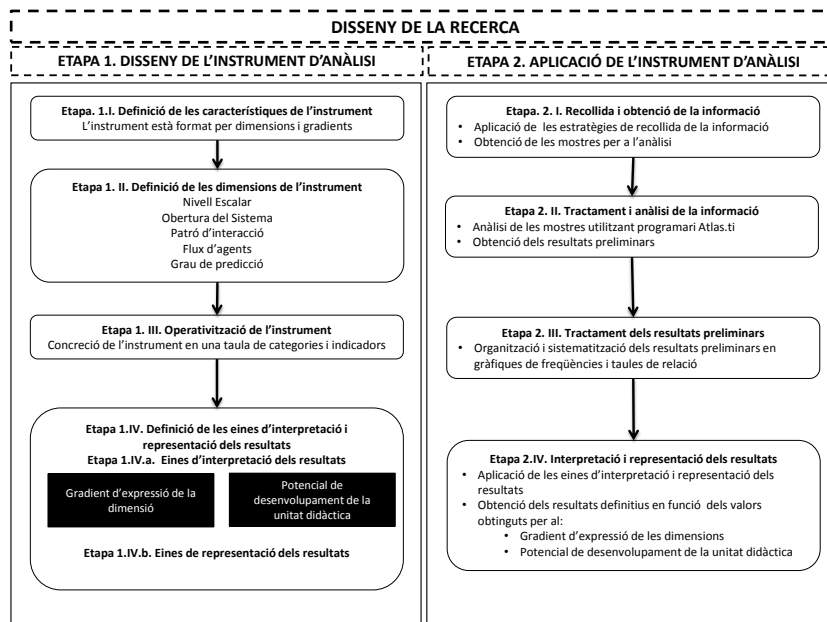 DISSENY DE LA RECERCA
ETAPA 1. DISSENY DE L'INSTRUMENT D'ANÀLISI
Etapa. 1.I. Definició de les característiques de l'instrument
L'instrument està format per dimensions i gradients
Etapa 1. II. Definició de les dimensions de l'instrument
Nivell Escalar
Obertura del Sistema
Patró d'interacció
Flux d'agents
Grau de predicció
Etapa 1. III. Operativització de l'instrument
Concreció de l'instrument en una taula de categories i indicadors
Etapa 1.IV. Definició de les eines d'interpretació i
representació dels resultats
Etapa 1.IV.a. Eines d'interpretació dels resultats
Gradient d'expressió de la
dimensió
Potencial de
desenvolupament de la
unitat didàctica
Etapa 1.IV.b. Eines de representació dels resultats
ETAPA 2. APLICACIÓ DE L'INSTRUMENT D'ANÀLISI
Etapa. 2. I. Recollida i obtenció de la informació
• Aplicació de les estratègies de recollida de la informació
• Obtenció de les mostres per a l'anàlisi
Etapa 2. II. Tractament i anàlisi de la informació
• Anàlisi de les mostres utilitzant programari Atlas.ti
• Obtenció dels resultats preliminars
Etapa 2. III. Tractament dels resultats preliminars
• Organització i sistematització dels resultats preliminars en
gràfiques de freqüències i taules de relació
Etapa 2.IV. Interpretació i representació dels resultats
• Aplicació de les eines d'interpretació i representació dels
resultats
• Obtenció dels resultats definitius en funció dels valors
obtinguts per al:
• Gradient d'expressió de les dimensions
• Potencial de desenvolupament de la unitat didàctica